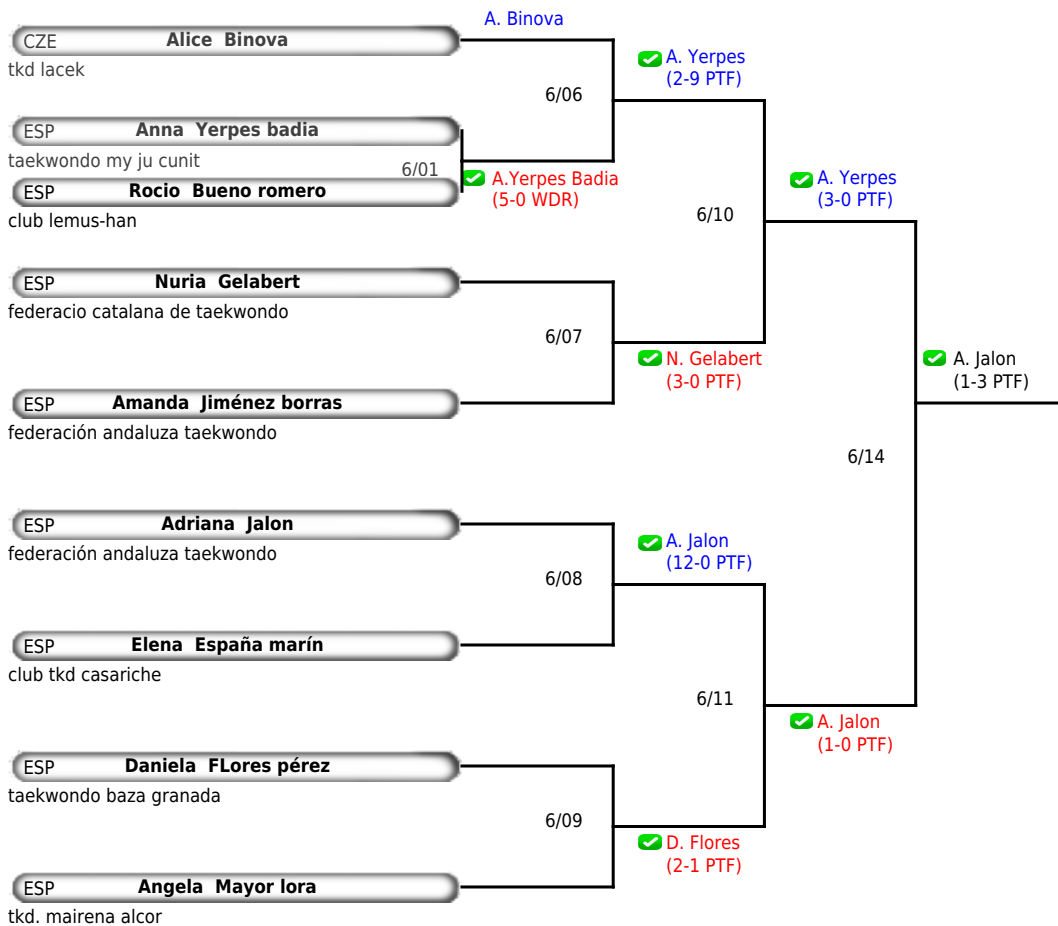 A. Binova
CZE Alice Binova
tkd lacek
A. Yerpes
(2-9 PTF)
6/06
ESP Anna Yerpes badia
taekwondo my ju cunit
6/01
A.Yerpes Badia
(5-0 WDR)
ESP Rocio Bueno romero
club lemus-han
A. Yerpes
(3-0 PTF)
6/10
ESP Nuria Gelabert
federacio catalana de taekwondo
6/07
N. Gelabert
(3-0 PTF)
A. Jalon
(1-3 PTF)
ESP Amanda Jiménez borras
federación andaluza taekwondo
6/14
ESP Adriana Jalon
federación andaluza taekwondo
A. Jalon
(12-0 PTF)
6/08
ESP Elena España marín
club tkd casariche
6/11
A. Jalon
(1-0 PTF)
ESP Daniela FLores pérez
taekwondo baza granada
6/09
D. Flores
(2-1 PTF)
ESP Angela Mayor lora
tkd. mairena alcor